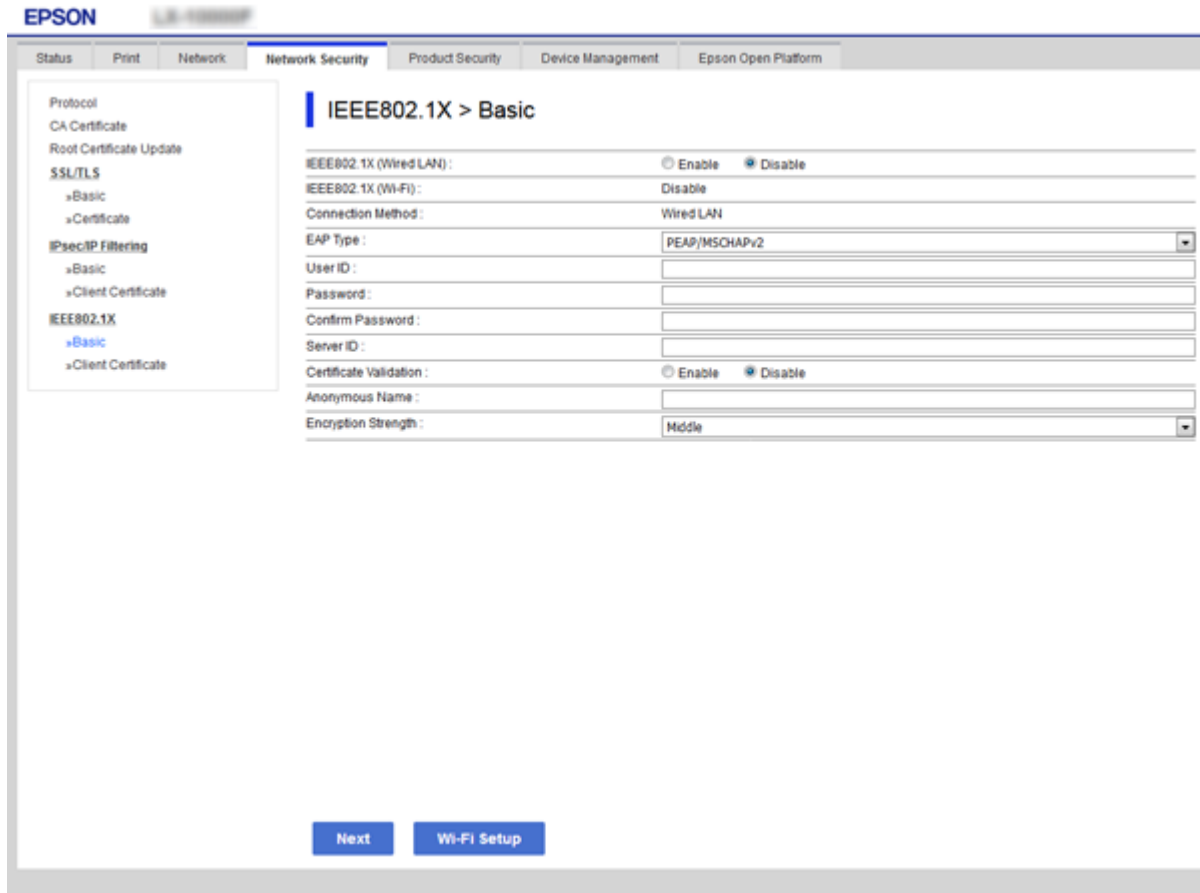 EPSON
Status Print Network Network Security Product Security Device Management Epson Open Platform
Protocol
CA Certificate
Root Certificate Update
SSL/TLS
»Basic
»Certificate
IPsec/IP Filtering
»Basic
»Client Certificate
IEEE802.1X
»Basic
»Client Certificate
IEEE802.1X > Basic
IEEE802.1X (Wired LAN) : Enable Disable
IEEE802.1X (Wi-Fi) : Disable
Connection Method : Wired LAN
EAP Type : PEAP/MSCHAPv2
User ID :
Password :
Confirm Password :
Server ID :
Certificate Validation : Enable Disable
Anonymous Name :
Encryption Strength : Middle
Next Wi-Fi Setup